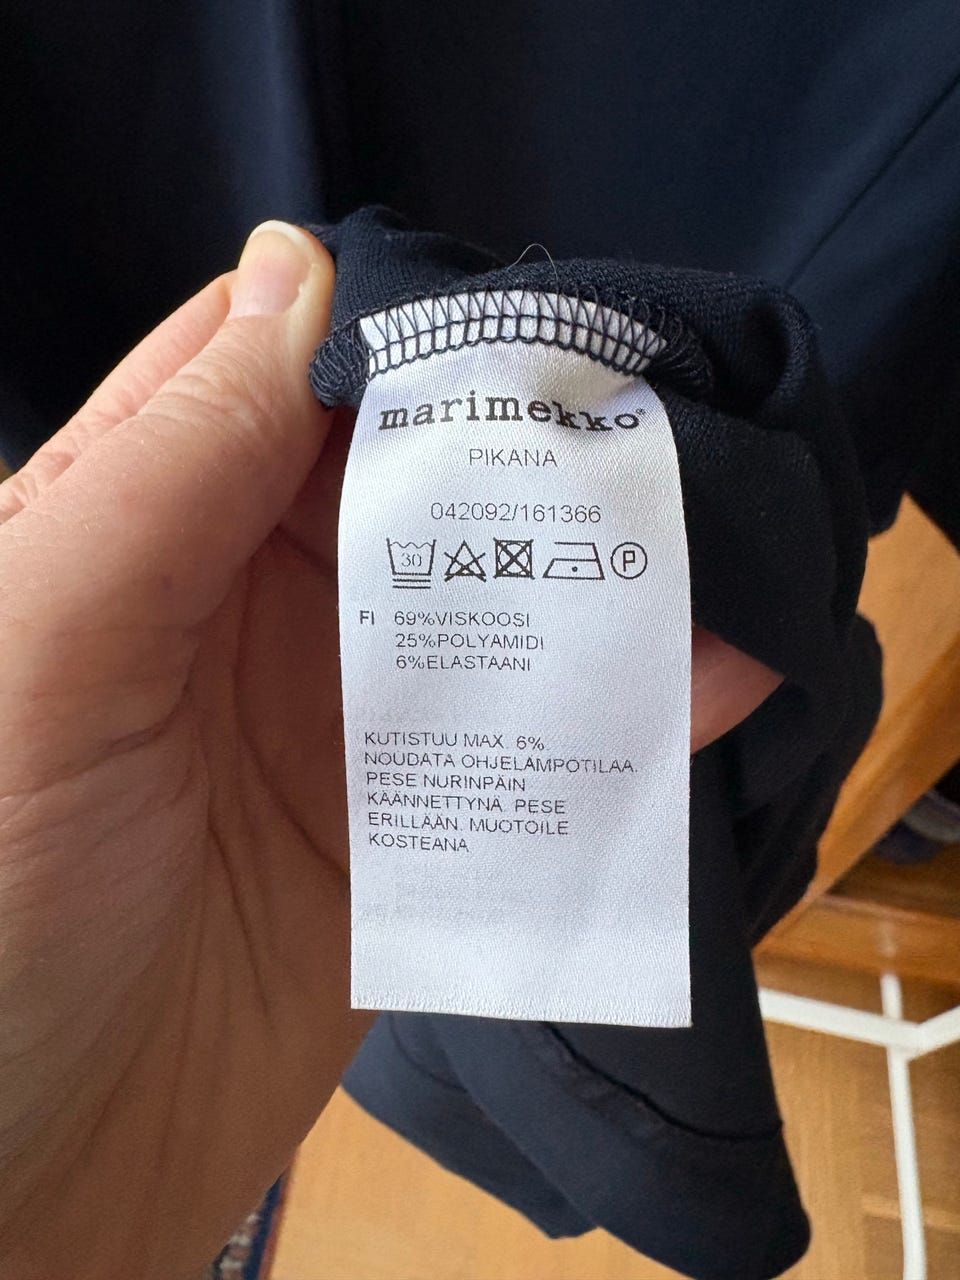 marimekko®
PIKANA
042092/161366
30 P
FI 69%VISKOOSI
25%POLYAMIDI
6%ELASTAANI
KUTISTUU MAX. 6%.
NOUDATA OHJELAMPÖTILAA.
PESE NURINPÄIN
KÄÄNNETTYNÄ. PESE
ERILLÄÄN. MUOTOILE
KOSTEANA